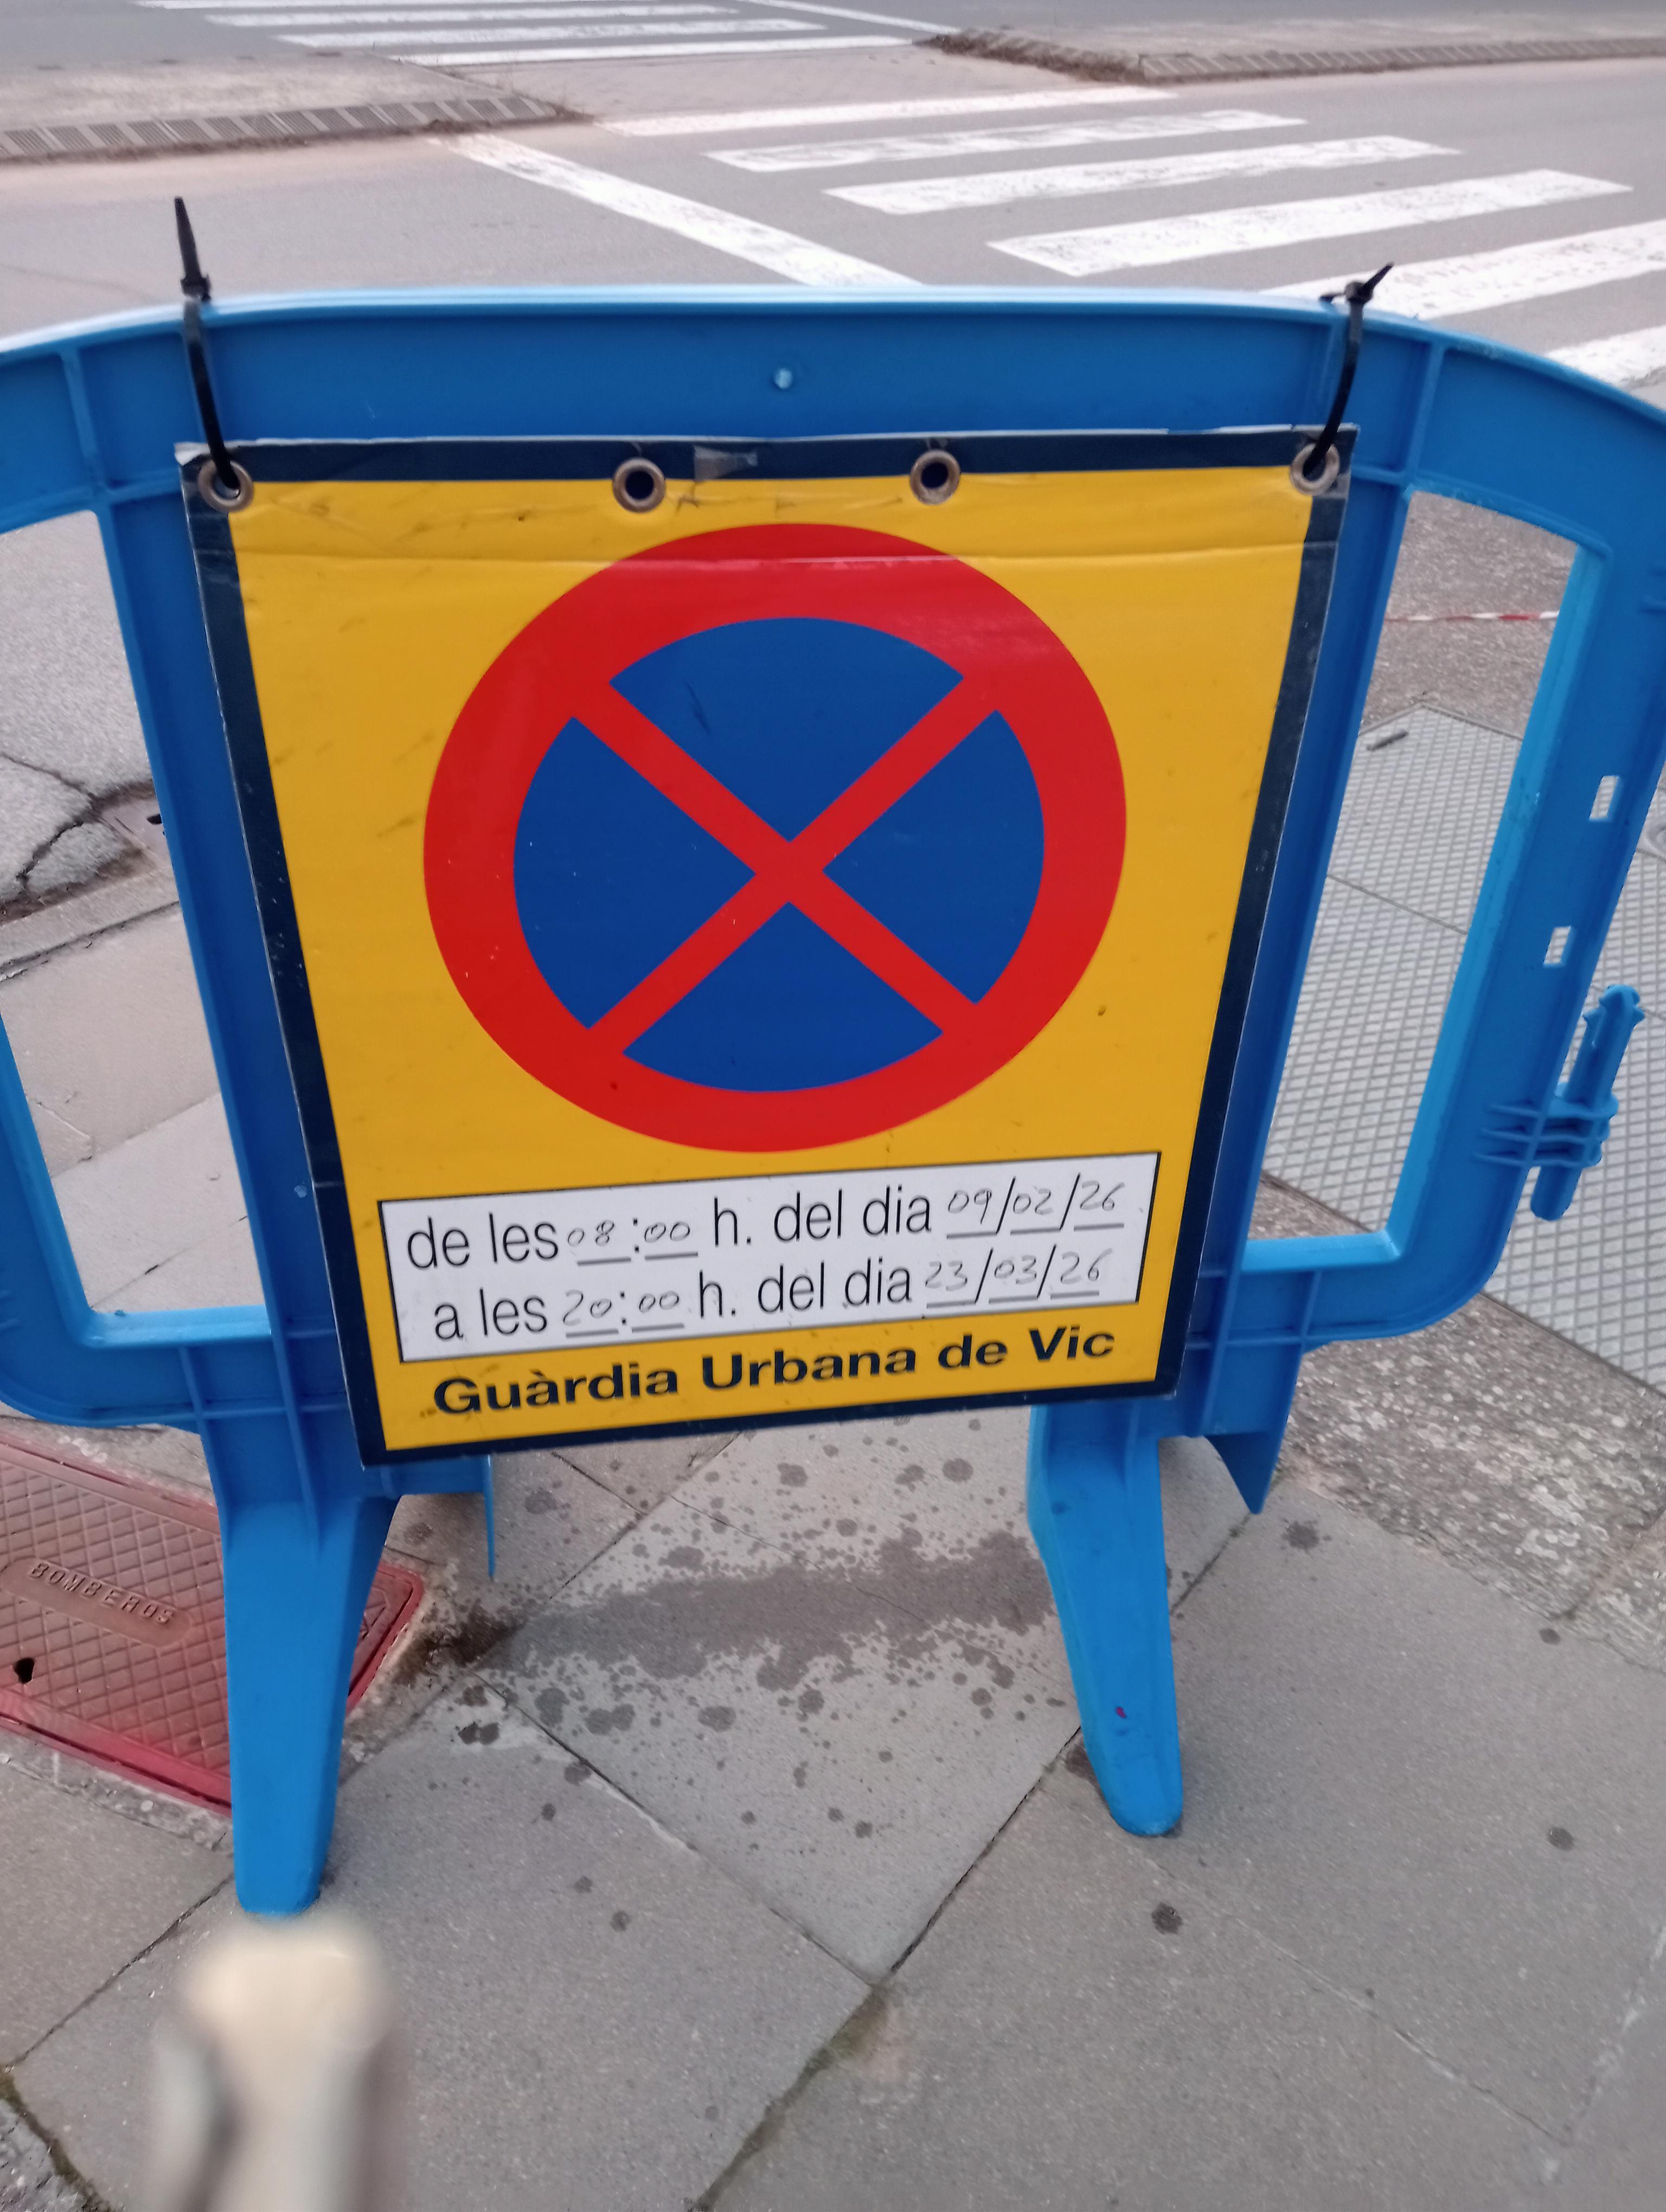 de les 08:00 h. del dia 09/02/26
a les 20:00 h. del dia 23/03/26
Guàrdia Urbana de Vic
BOMBEROS